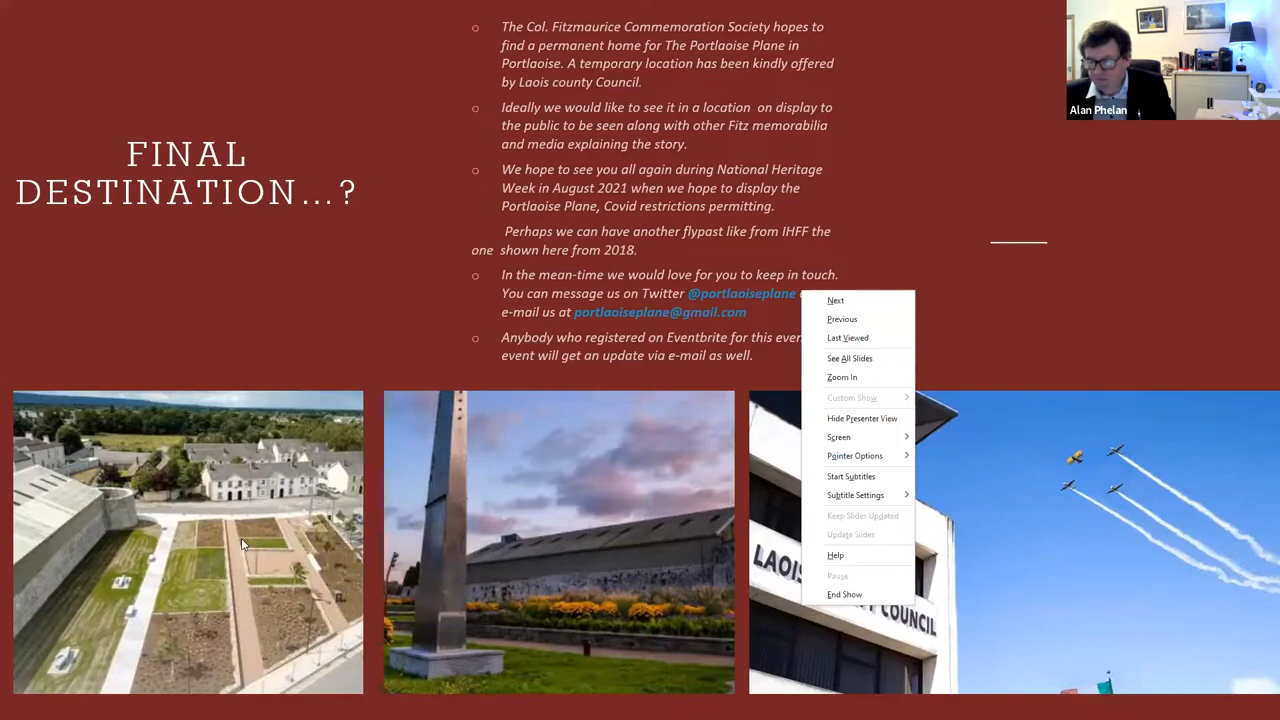 FINAL
DESTINATION...?
o The Col. Fitzmaurice Commemoration Society hopes to
find a permanent home for The Portlaoise Plane in
Portlaoise. A temporary location has been kindly offered
by Laois county Council.
o Ideally we would like to see it in a location on display to
the public to be seen along with other Fitz memorabilia
and media explaining the story.
o We hope to see you all again during National Heritage
Week in August 2021 when we hope to display the
Portlaoise Plane, Covid restrictions permitting.
Perhaps we can have another flypast like from IHFF the
one shown here from 2018.
o In the mean-time we would love for you to keep in touch.
You can message us on Twitter @portlaoiseplane
e-mail us at portlaoiseplane@gmail.com
o Anybody who registered on Eventbrite for this
event will get an update via e-mail as well.
Alan Phelan
Next
Previous
Last Viewed
See All Slides
Zoom In
Custom Show
Hide Presenter View
Screen
Pointer Options
Start Subtitles
Subtitle Settings
Keep Slides Updated
Update Slides
Help
Pause
End Show
LAOIS
COUNCIL